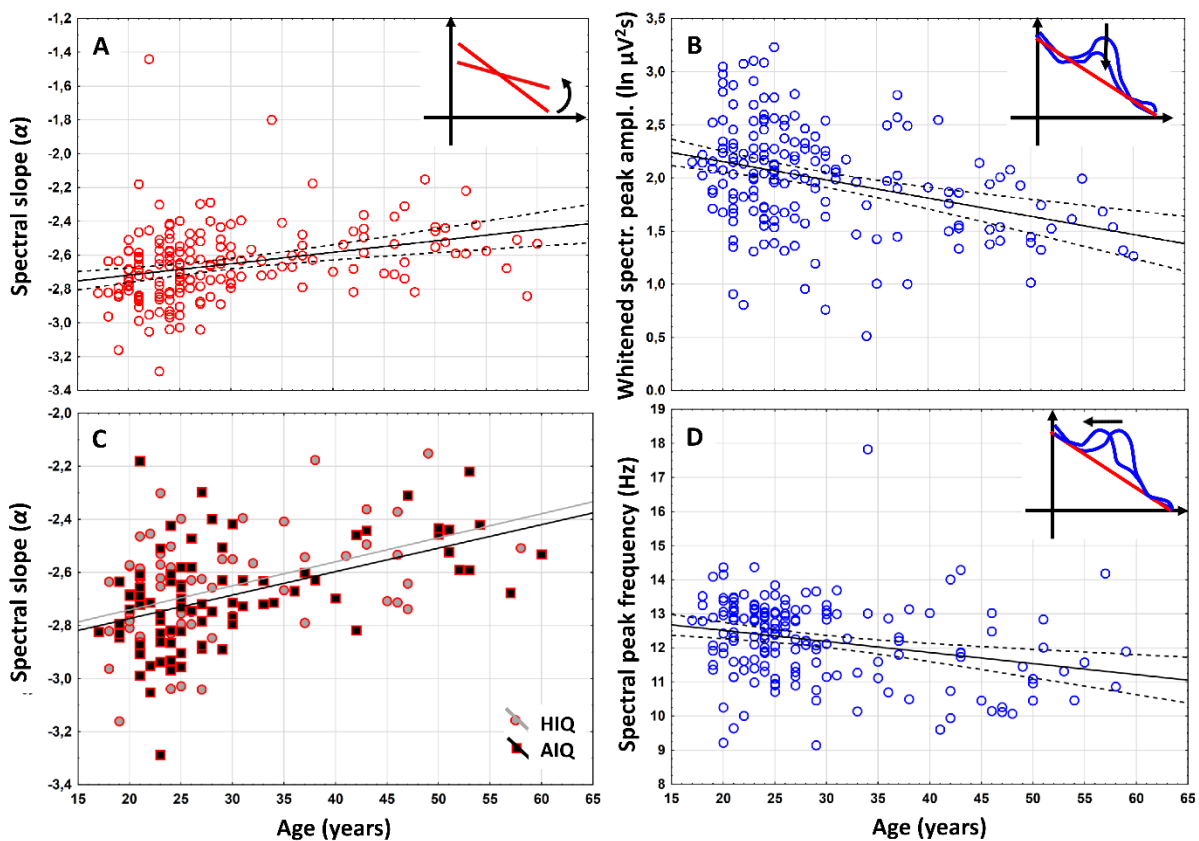 A
Spectral slope (α)
-1,2
-1,4
-1,6
-1,8
-2,0
-2,2
-2,4
-2.6
-2.8
-3.0
-3.2
-3.4
B
Whitened spectr. peak ampl. (ln µV²s)
3,5
3.0
2,5
2.0
1,5
1.0
0.5
0.0
C
Spectral slope (α)
-2,0
-2,2
-2,4
-2,6
-2,8
-3,0
-3,2
-3,4
HIQ
AIQ
15 20 25 30 35 40 45 50 55 60 65
Age (years)
D
Spectral peak frequency (Hz)
19
18
17
16
15
14
13
12
11
10
9
8
15 20 25 30 35 40 45 50 55 60 65
Age (years)